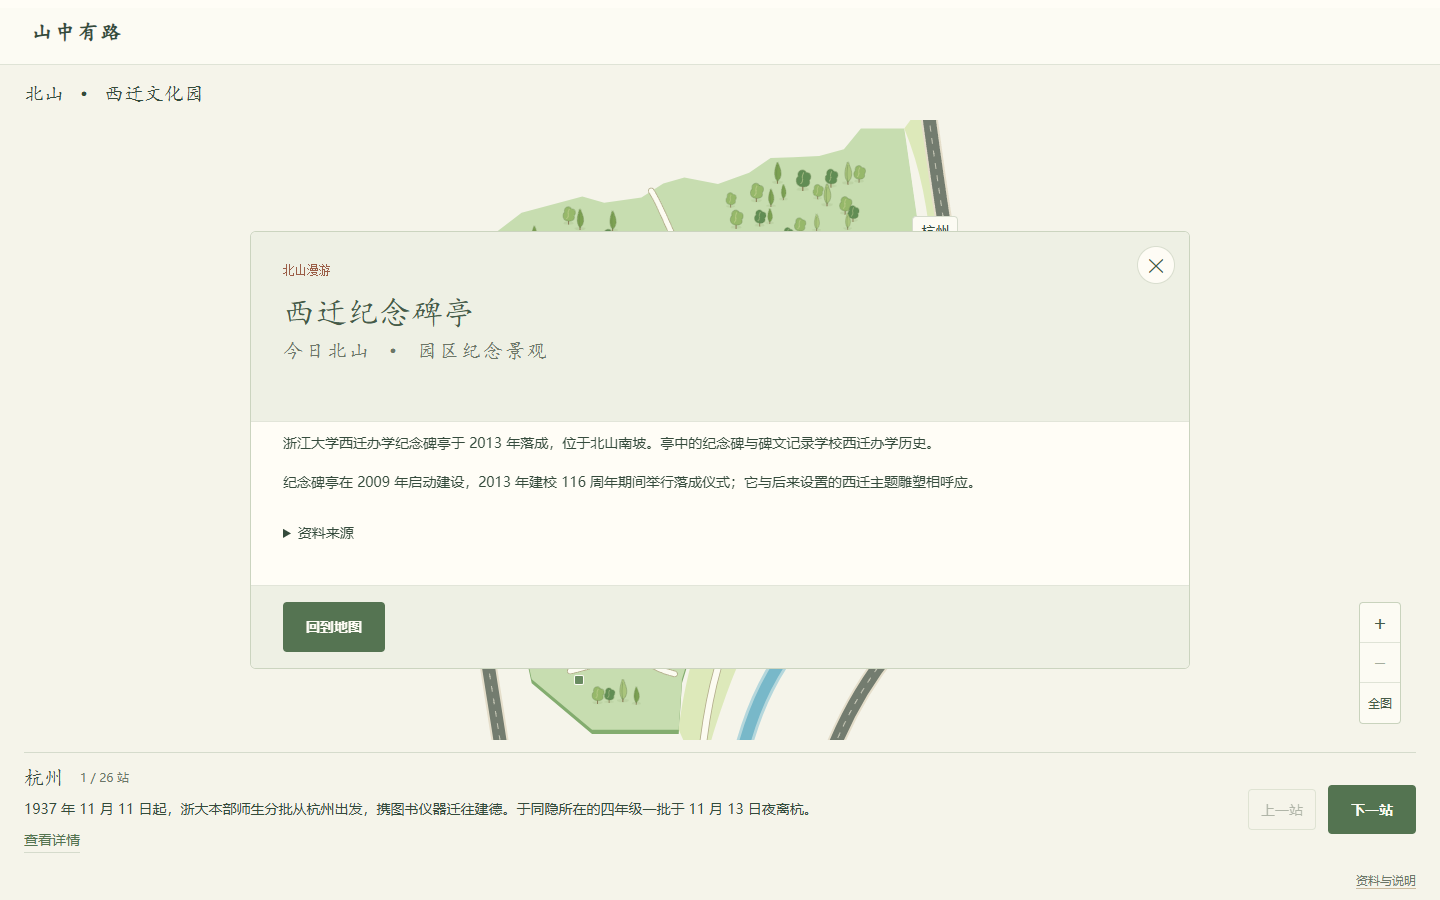 山中有路
北山 • 西迁文化园
杭州
北山漫游
西迁纪念碑亭
今日北山 • 园区纪念景观
浙江大学西迁办学纪念碑亭于 2013 年落成，位于北山南坡。亭中的纪念碑与碑文记录学校西迁办学历史。
纪念碑亭在 2009 年启动建设，2013 年建校 116 周年期间举行落成仪式；它与后来设置的西迁主题雕塑相呼应。
▶ 资料来源
回到地图
+
−
全图
杭州 1 / 26 站
1937 年 11 月 11 日起，浙大本部师生分批从杭州出发，携图书仪器迁往建德。于同隐所在的四年级一批于 11 月 13 日夜离杭。
查看详情
上一站
下一站
资料与说明